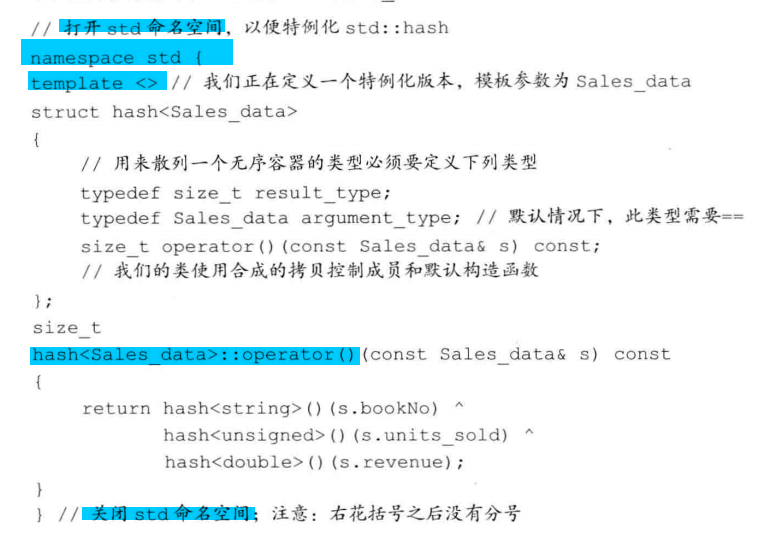 // 打开 std 命名空间，以便特例化 std::hash
namespace std {
template <> // 我们正在定义一个特例化版本，模板参数为 Sales_data
struct hash<Sales_data>
{
// 用来散列一个无序容器的类型必须要定义下列类型
typedef size_t result_type;
typedef Sales_data argument_type; // 默认情况下，此类型需要==
size_t operator()(const Sales_data& s) const;
// 我们的类使用合成的拷贝控制成员和默认构造函数
};
size_t
hash<Sales_data>::operator()(const Sales_data& s) const
{
return hash<string>()(s.bookNo) ^
hash<unsigned>()(s.units_sold) ^
hash<double>()(s.revenue);
}
} // 关闭 std 命名空间；注意：右花括号之后没有分号